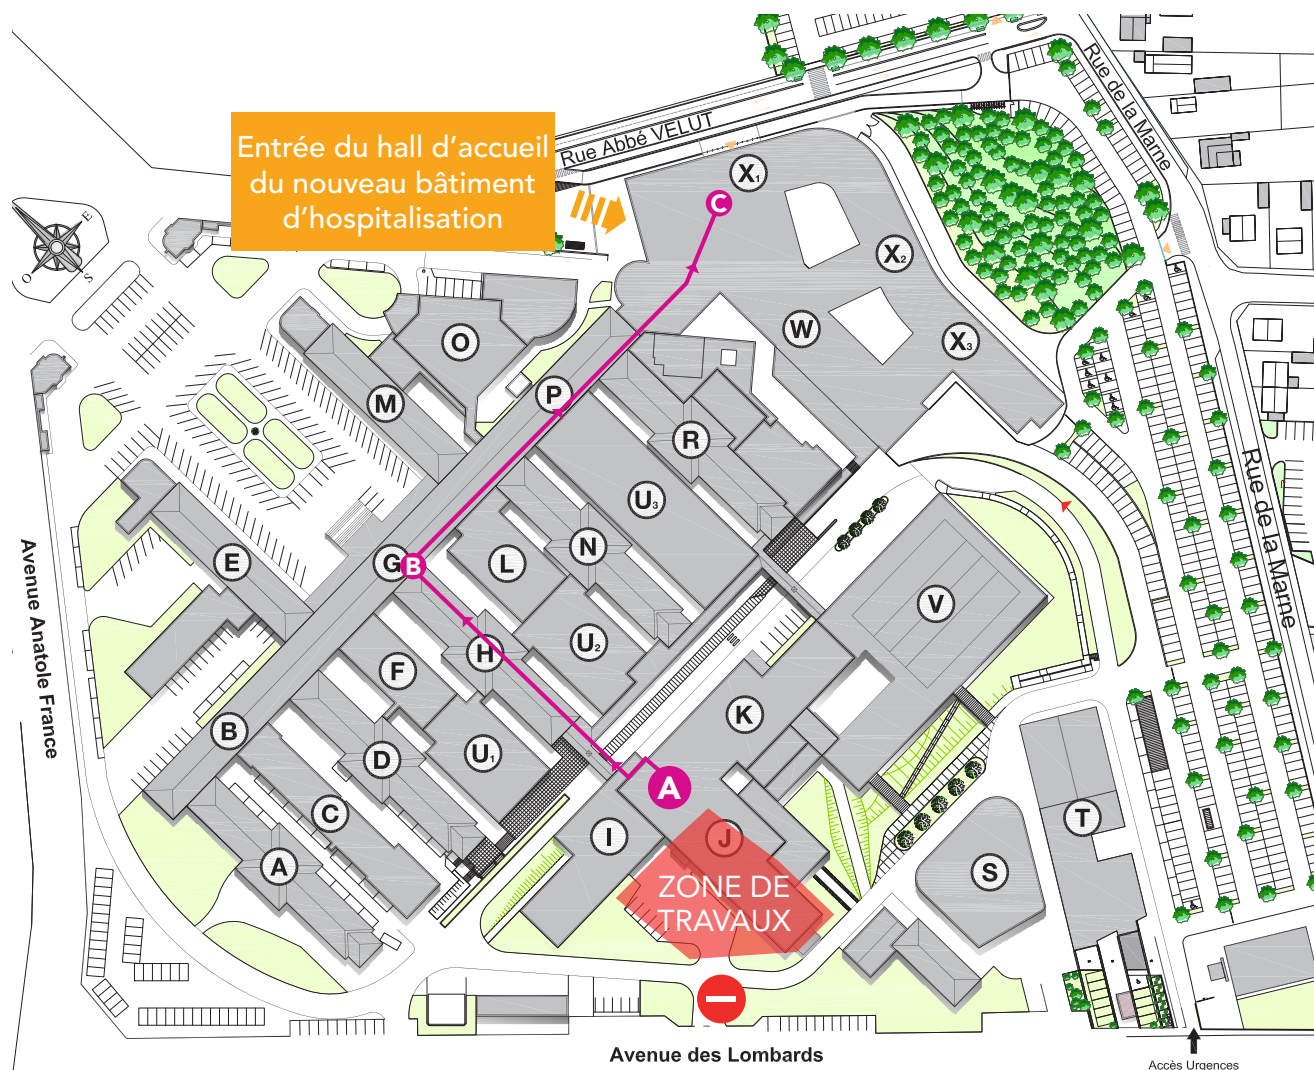 Rue de la Marne
Rue Abbé VELUT
Entrée du hall d'accueil
du nouveau bâtiment
d'hospitalisation
X1
C
E
S
O
X2
W
O
X3
P
M
R
U3
N
G
B
L
E
V
Rue de la Marne
Avenue Anatole France
H
U2
F
K
B
D
U1
A
C
I
J
T
A
S
ZONE DE
TRAVAUX
Avenue des Lombards
Accès Urgences